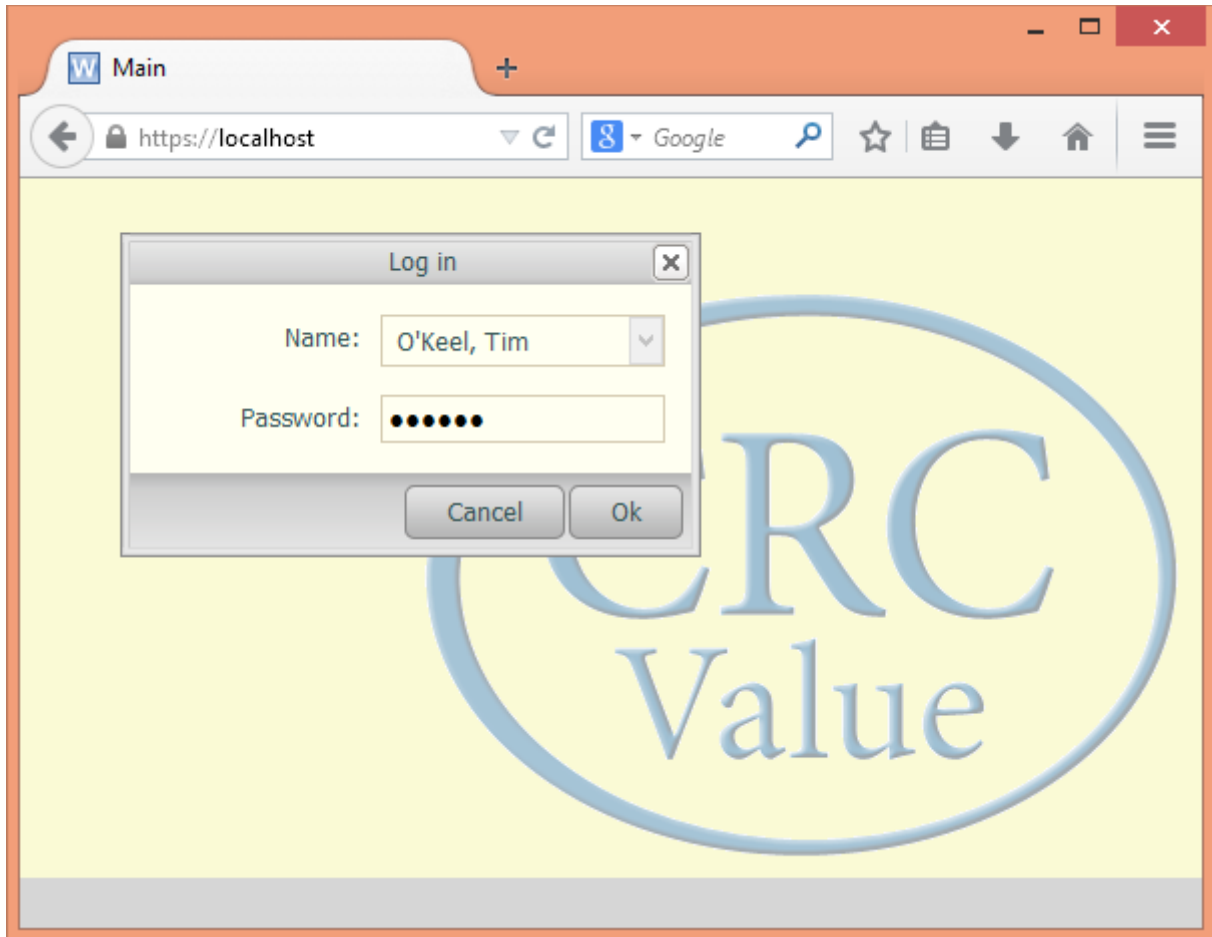 Main
https://localhost
Google
Log in
Name: O'Keel, Tim
Password: ●●●●●●
Cancel Ok
CRC
Value